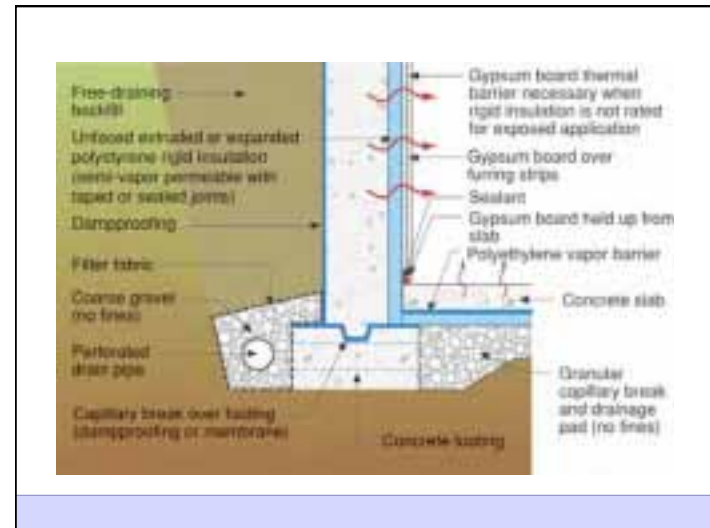 Free-draining
backfill
Unfaced extruded or expanded
polystyrene rigid insulation
(semi-vapor permeable with
taped or sealed joints)
Dampproofing
Filter fabric
Coarse gravel
(no fines)
Perforated
drain pipe
Capillary break over footing
(dampproofing or membrane)
Concrete footing
Gypsum board thermal
barrier necessary when
rigid insulation is not rated
for exposed application
Gypsum board over
furring strips
Sealant
Gypsum board held up from
slab
Polyethylene vapor barrier
Concrete slab
Granular
capillary break
and drainage
pad (no fines)